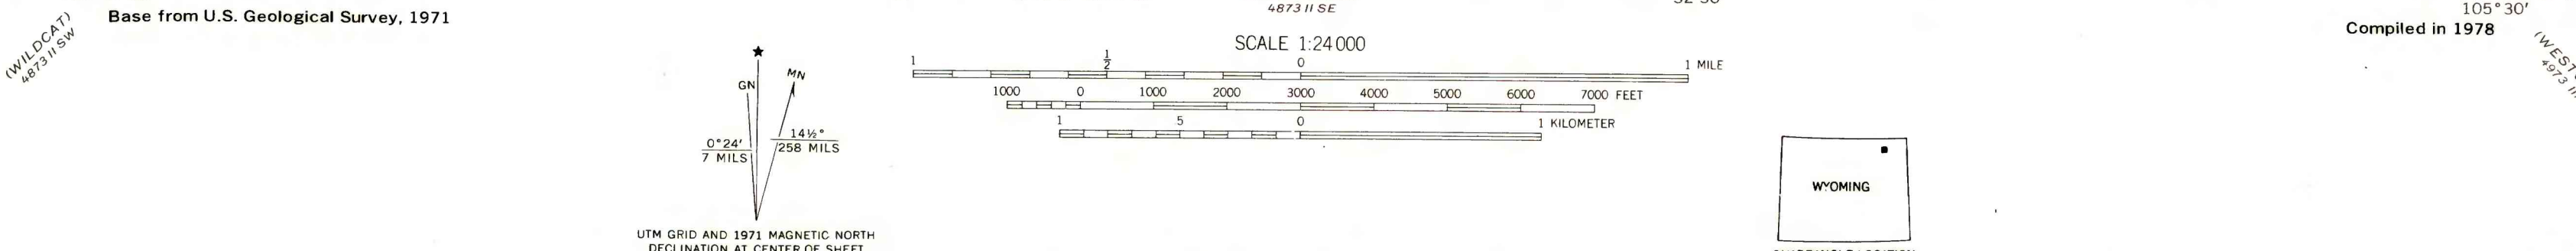 (WILDCAT)
4873 II SW
Base from U.S. Geological Survey, 1971
4873 II SE
105°30′
Compiled in 1978
SCALE 1:24 000
1 1/2 0 1 MILE
1000 0 1000 2000 3000 4000 5000 6000 7000 FEET
1 .5 0 1 KILOMETER
★
GN
MN
0°24′
7 MILS
14½°
258 MILS
UTM GRID AND 1971 MAGNETIC NORTH
DECLINATION AT CENTER OF SHEET
WYOMING